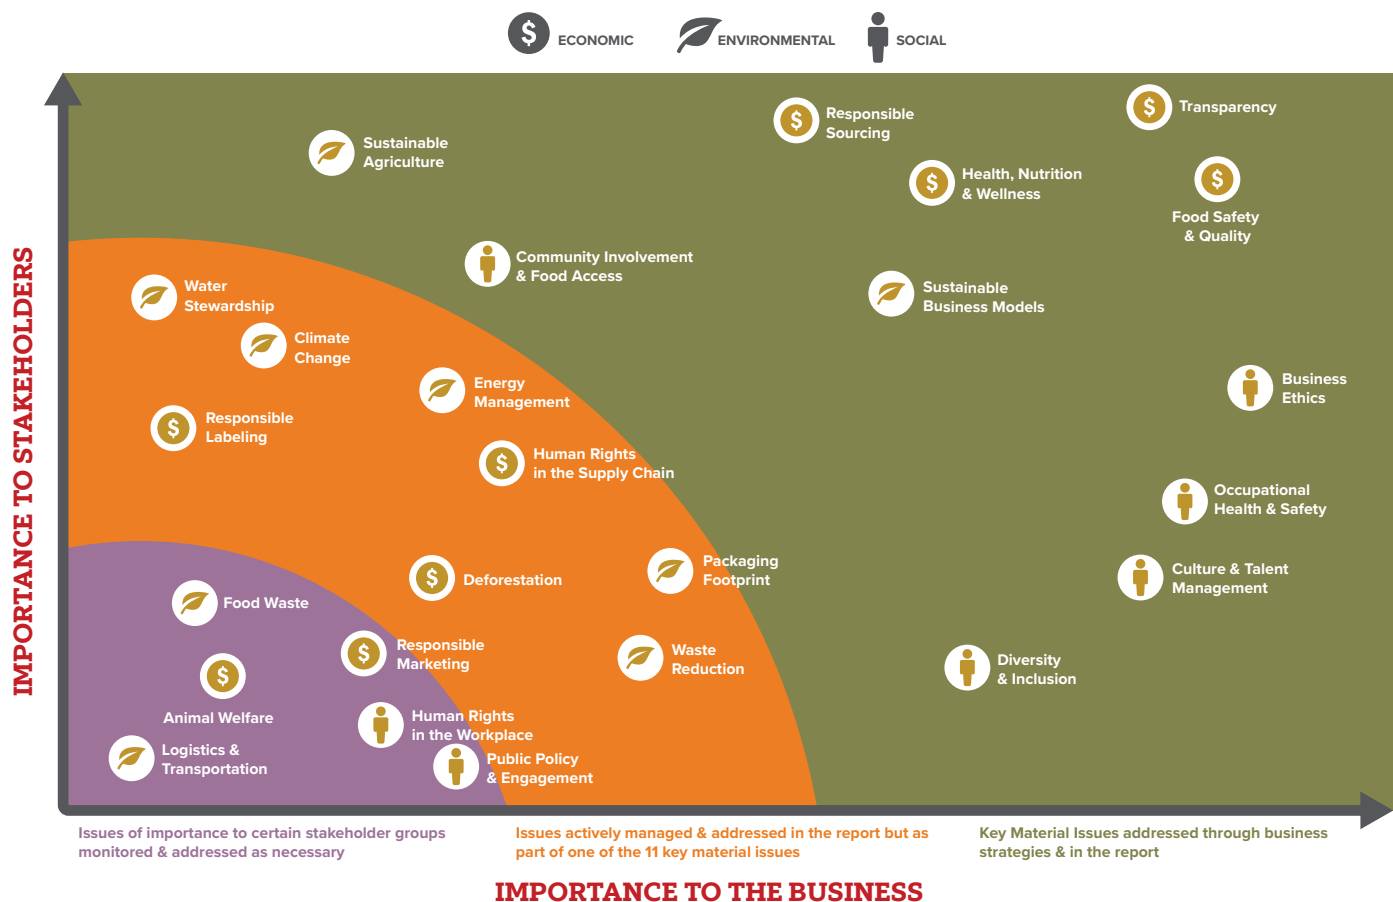 ECONOMIC
ENVIRONMENTAL
SOCIAL
IMPORTANCE TO STAKEHOLDERS
Sustainable
Agriculture
Responsible
Sourcing
Transparency
Health, Nutrition
& Wellness
Food Safety
& Quality
Community Involvement
& Food Access
Sustainable
Business Models
Water
Stewardship
Climate
Change
Energy
Management
Business
Ethics
Responsible
Labeling
Human Rights
in the Supply Chain
Occupational
Health & Safety
Deforestation
Packaging
Footprint
Culture & Talent
Management
Food Waste
Responsible
Marketing
Waste
Reduction
Diversity
& Inclusion
Animal Welfare
Human Rights
in the Workplace
Logistics &
Transportation
Public Policy
& Engagement
Issues of importance to certain stakeholder groups
monitored & addressed as necessary
Issues actively managed & addressed in the report but as
part of one of the 11 key material issues
Key Material Issues addressed through business
strategies & in the report
IMPORTANCE TO THE BUSINESS